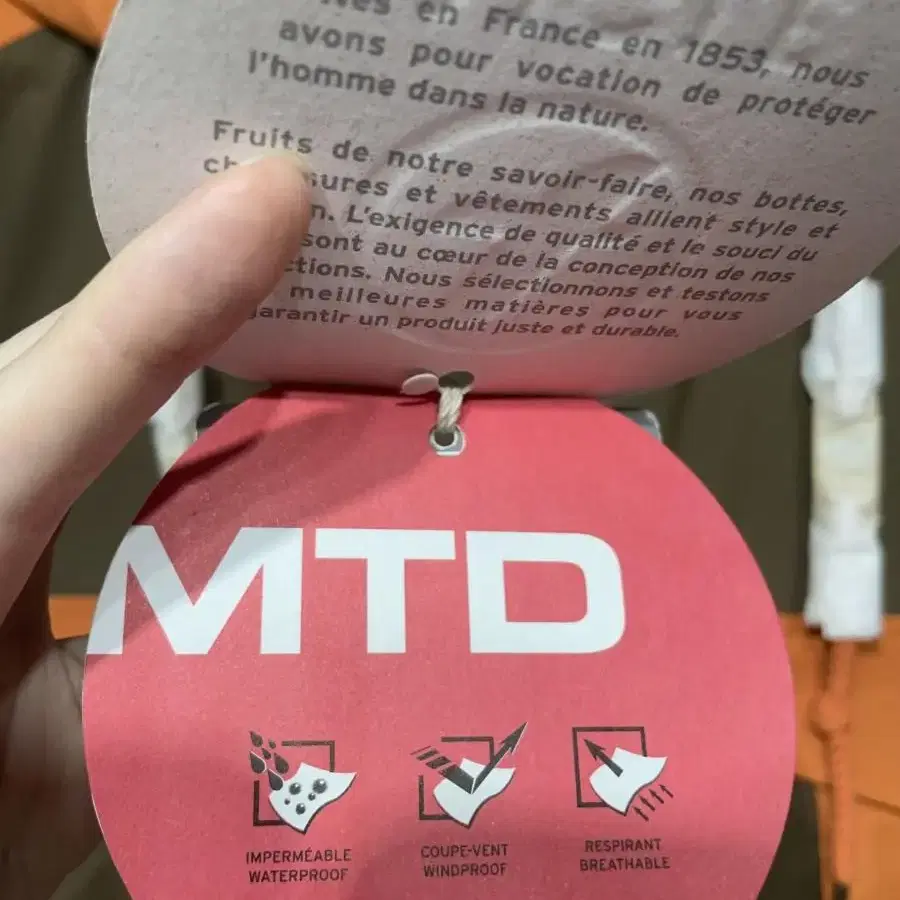 en France en 1853, nous
avons pour vocation de protéger
l'homme dans la nature.
Fruits de notre savoir-faire, nos bottes,
sures et vêtements allient style et
n. L'exigence de qualité et le souci du
sont au cœur de la conception de nos
ctions. Nous sélectionnons et testons
meilleures matières pour vous
garantir un produit juste et durable.
MTD
IMPERMÉABLE
WATERPROOF
COUPE-VENT
WINDPROOF
RESPIRANT
BREATHABLE